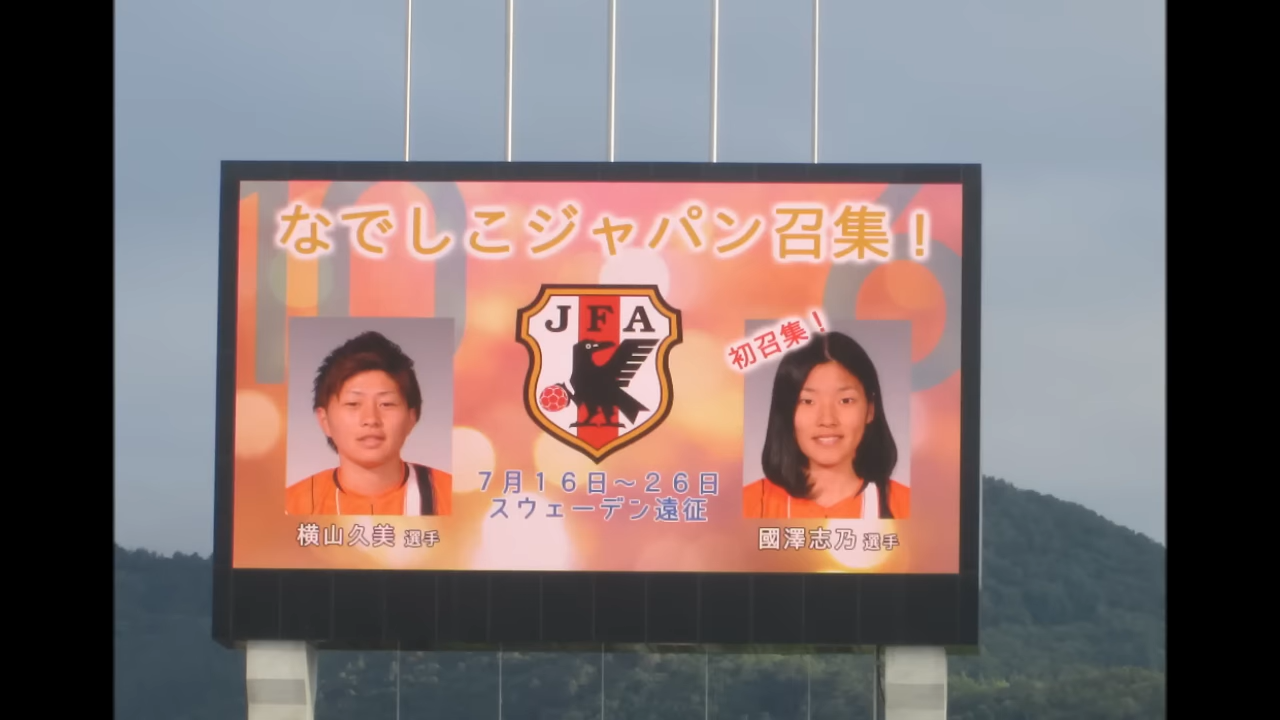 なでしこジャパン召集！
JFA
初召集！
7月16日～26日
スウェーデン遠征
横山久美 選手
國澤志乃 選手
10
6